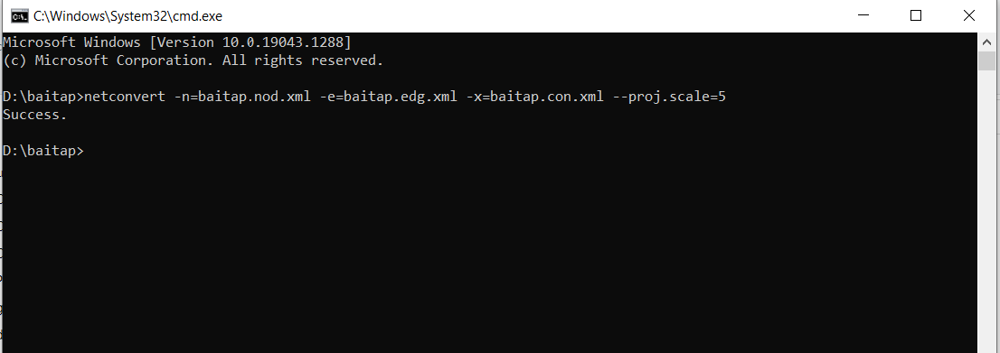 C:\Windows\System32\cmd.exe
Microsoft Windows [Version 10.0.19043.1288]
(c) Microsoft Corporation. All rights reserved.
D:\baitap>netconvert -n=baitap.nod.xml -e=baitap.edg.xml -x=baitap.con.xml --proj.scale=5
Success.
D:\baitap>